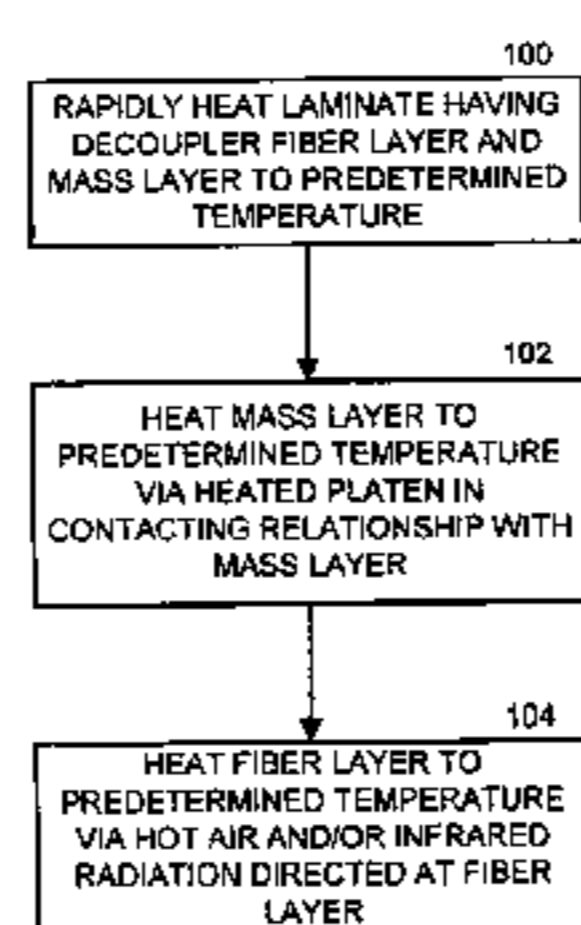 100
RAPIDLY HEAT LAMINATE HAVING
DECOUPLER FIBER LAYER AND
MASS LAYER TO PREDETERMINED
TEMPERATURE
102
HEAT MASS LAYER TO
PREDETERMINED TEMPERATURE
VIA HEATED PLATEN IN
CONTACTING RELATIONSHIP WITH
MASS LAYER
104
HEAT FIBER LAYER TO
PREDETERMINED TEMPERATURE
VIA HOT AIR AND/OR INFRARED
RADIATION DIRECTED AT FIBER
LAYER